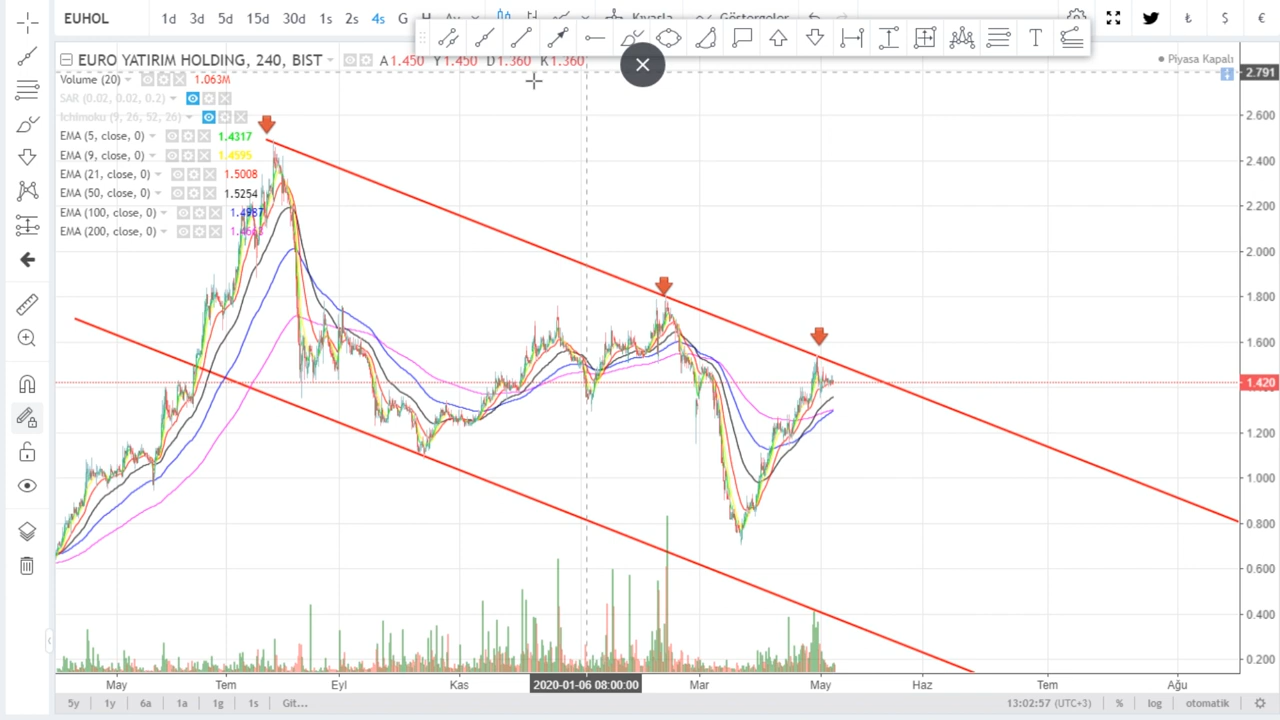 EUHOL 1d 3d 5d 15d 30d 1s 2s 4s G
EURO YATIRIM HOLDING, 240, BIST A1.450 Y1.450 D1.360 K1.360
Piyasa Kapalı
2.791
Volume (20) 1.063M
SAR (0.02, 0.02, 0.2)
Ichimoku (9, 26, 52, 26)
EMA (5, close, 0) 1.4317
EMA (9, close, 0) 1.4595
EMA (21, close, 0) 1.5008
EMA (50, close, 0) 1.5254
EMA (100, close, 0) 1.4987
EMA (200, close, 0)
2.600
2.400
2.200
2.000
1.800
1.600
1.420
1.200
1.000
0.800
0.600
0.400
0.200
May Tem Eyl Kas 2020-01-06 08:00:00 Mar May Haz Tem Ağu
5y 1y 6a 1a 1g 1s Git... 13:02:57 (UTC+3) % log otomatik